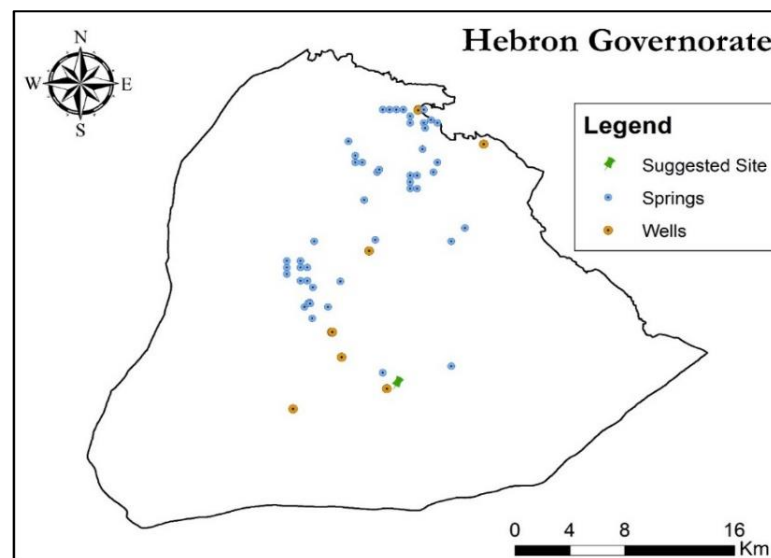 Hebron Governorate
N
W E
S
Legend
Suggested Site
Springs
Wells
0 4 8 16
Km